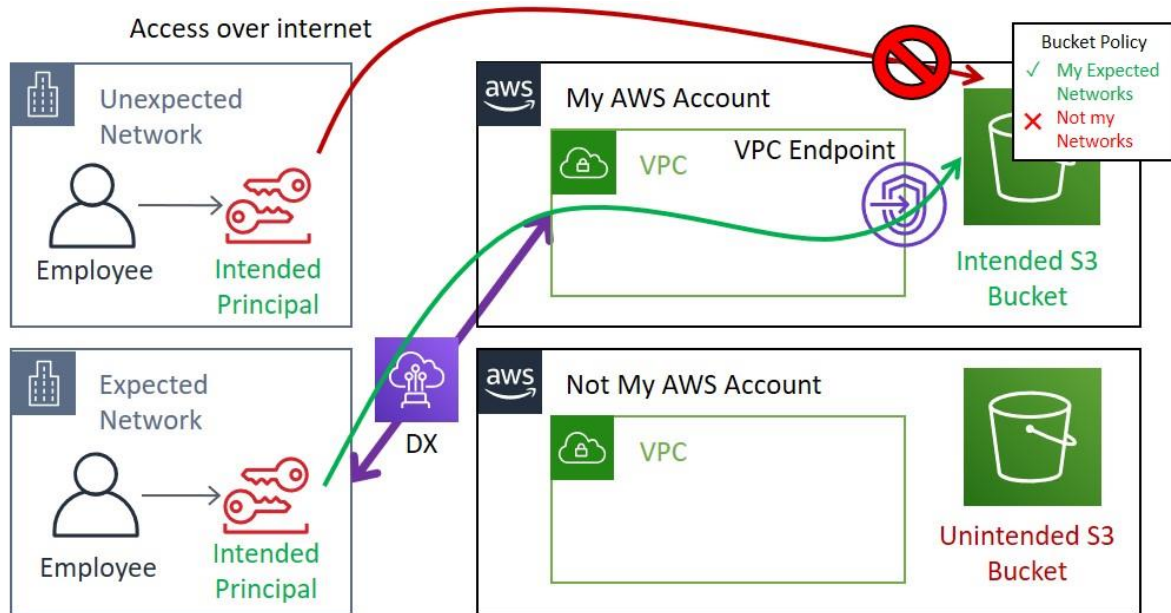 Access over internet
Bucket Policy
✓ My Expected
Networks
✕ Not my
Networks
Unexpected
Network
Employee
Intended
Principal
aws
My AWS Account
VPC
VPC Endpoint
Intended S3
Bucket
Expected
Network
Employee
Intended
Principal
DX
aws
Not My AWS Account
VPC
Unintended S3
Bucket